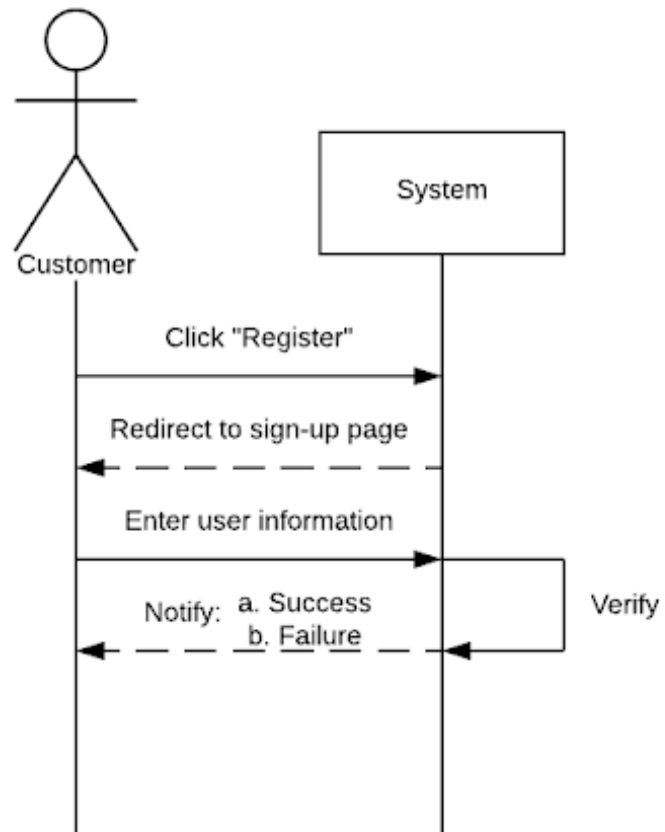 System
Customer
Click "Register"
Redirect to sign-up page
Enter user information
Notify: a. Success
b. Failure
Verify